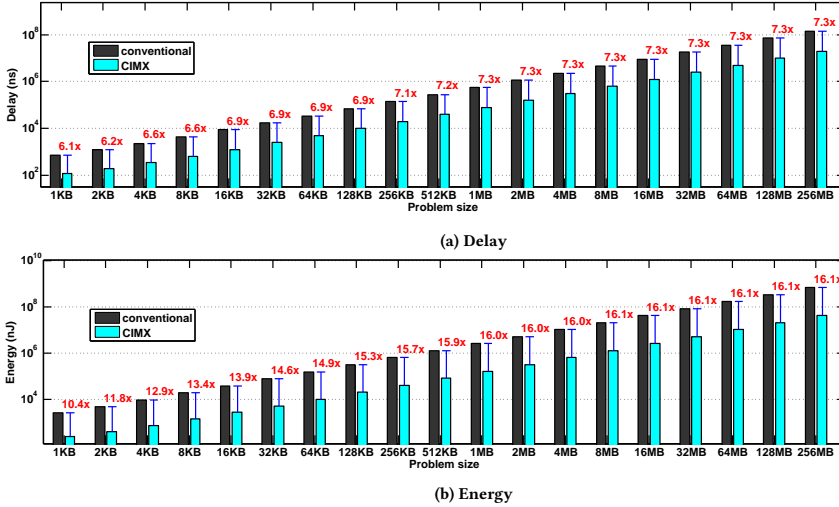 10^8
10^6
10^4
10^2
Delay (ns)
conventional
CIMX
6.1x 6.2x 6.6x 6.6x 6.9x 6.9x 6.9x 6.9x 7.1x 7.2x 7.3x 7.3x 7.3x 7.3x 7.3x 7.3x 7.3x 7.3x 7.3x
1KB 2KB 4KB 8KB 16KB 32KB 64KB 128KB 256KB 512KB 1MB 2MB 4MB 8MB 16MB 32MB 64MB 128MB 256MB
Problem size
(a) Delay
10^10
10^8
10^6
10^4
Energy (nJ)
conventional
CIMX
10.4x 11.8x 12.9x 13.4x 13.9x 14.6x 14.9x 15.3x 15.7x 15.9x 16.0x 16.0x 16.0x 16.1x 16.1x 16.1x 16.1x 16.1x 16.1x
1KB 2KB 4KB 8KB 16KB 32KB 64KB 128KB 256KB 512KB 1MB 2MB 4MB 8MB 16MB 32MB 64MB 128MB 256MB
Problem size
(b) Energy